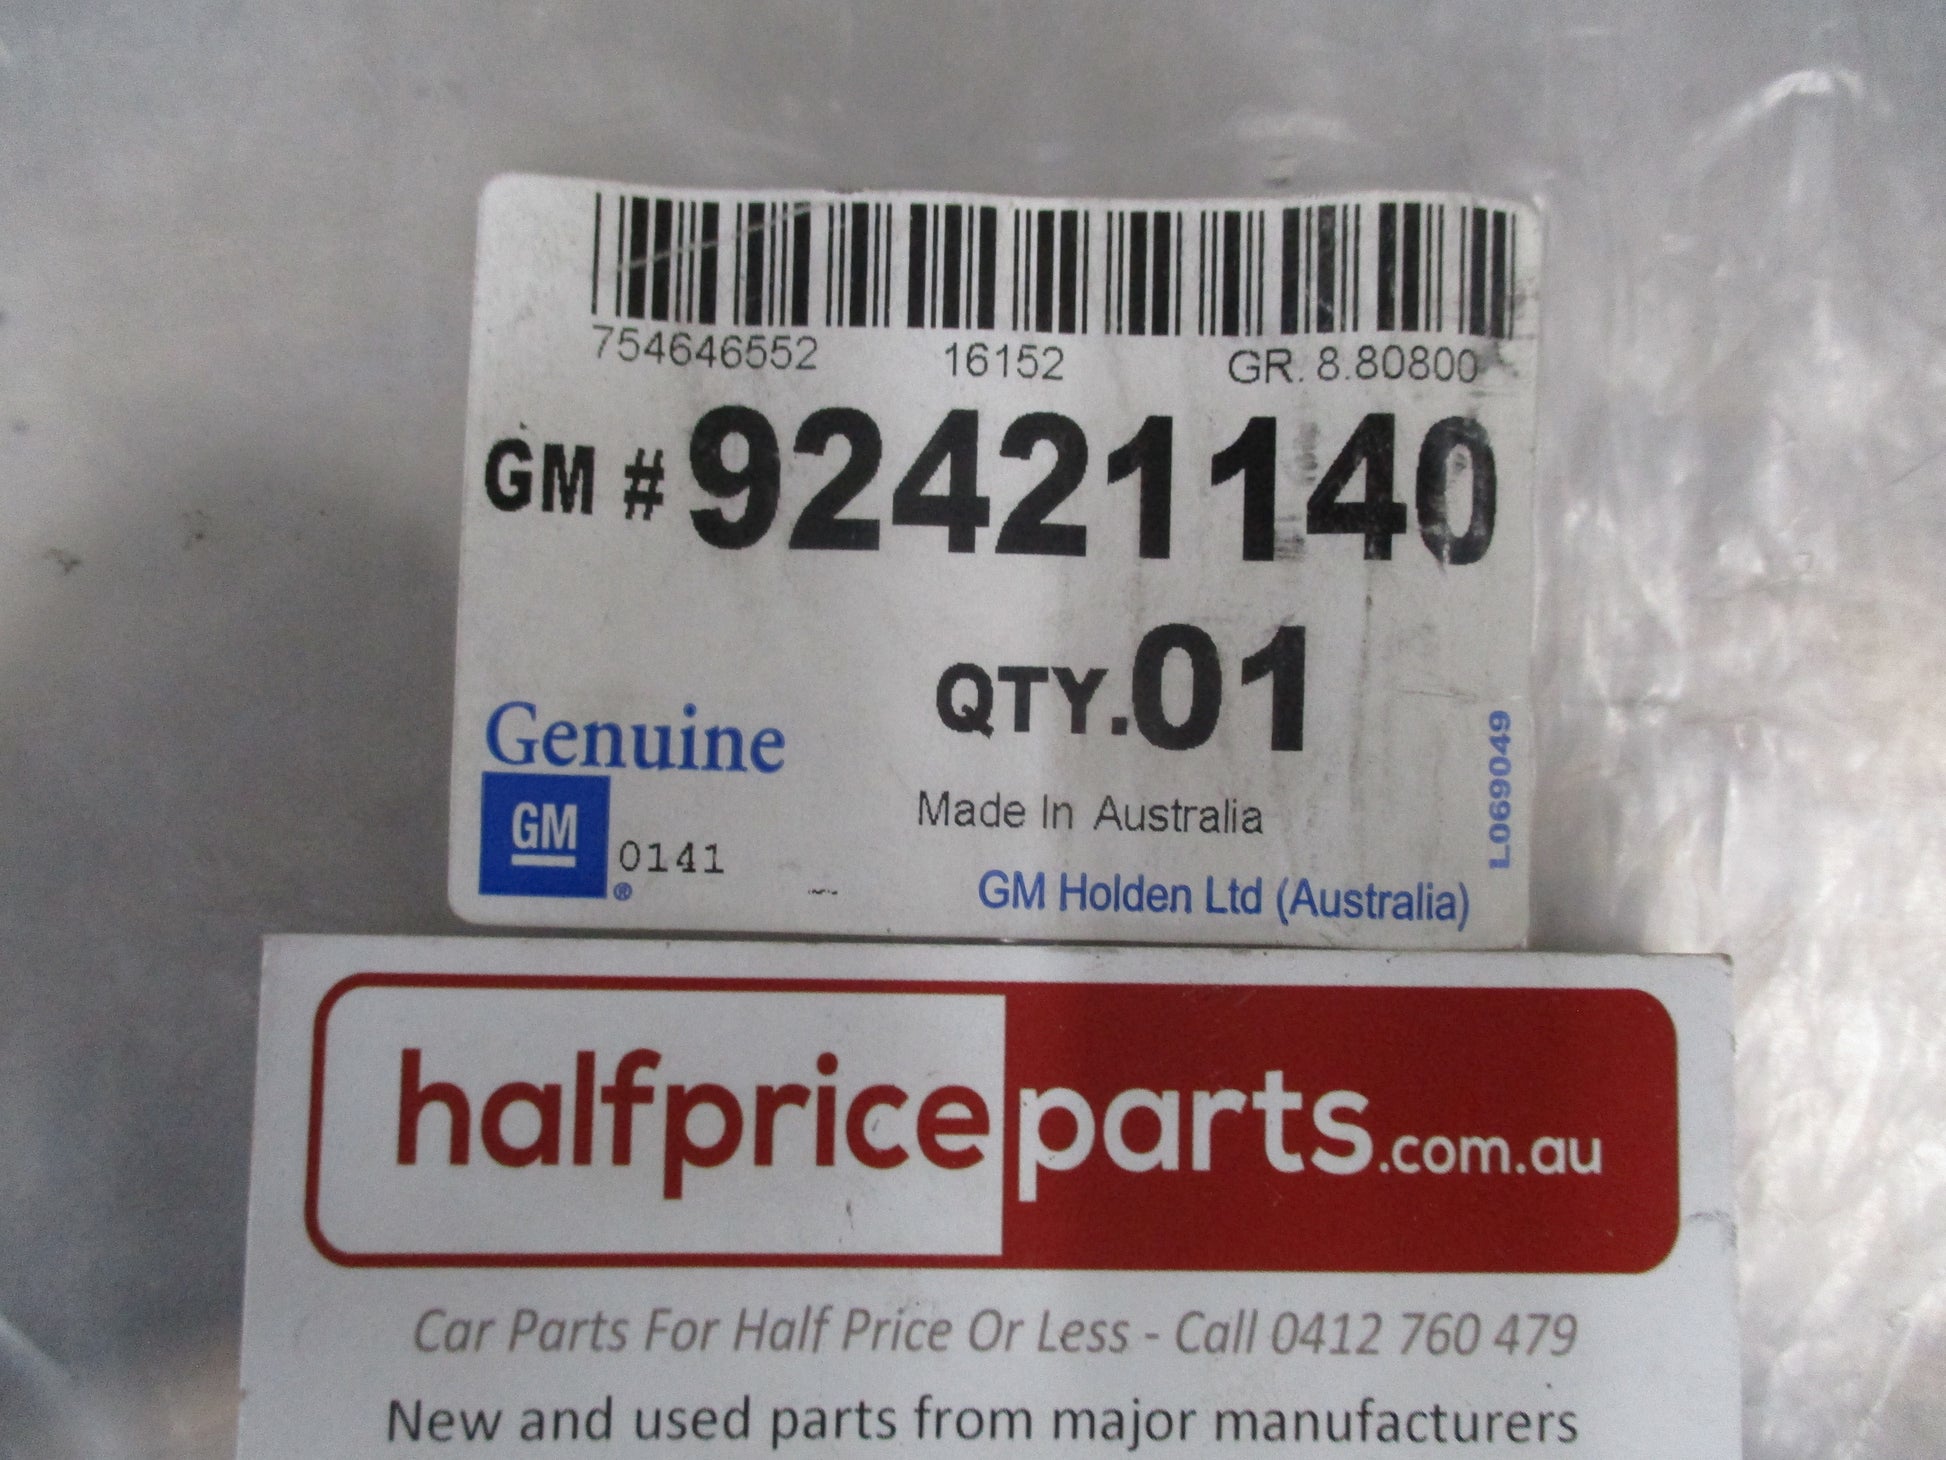 754646552 16152 GR. 8.80800
GM # 92421140
QTY. 01
Genuine
GM
®
0141
Made In Australia
GM Holden Ltd (Australia)
L069049
halfpriceparts.com.au
Car Parts For Half Price Or Less - Call 0412 760 479
New and used parts from major manufacturers